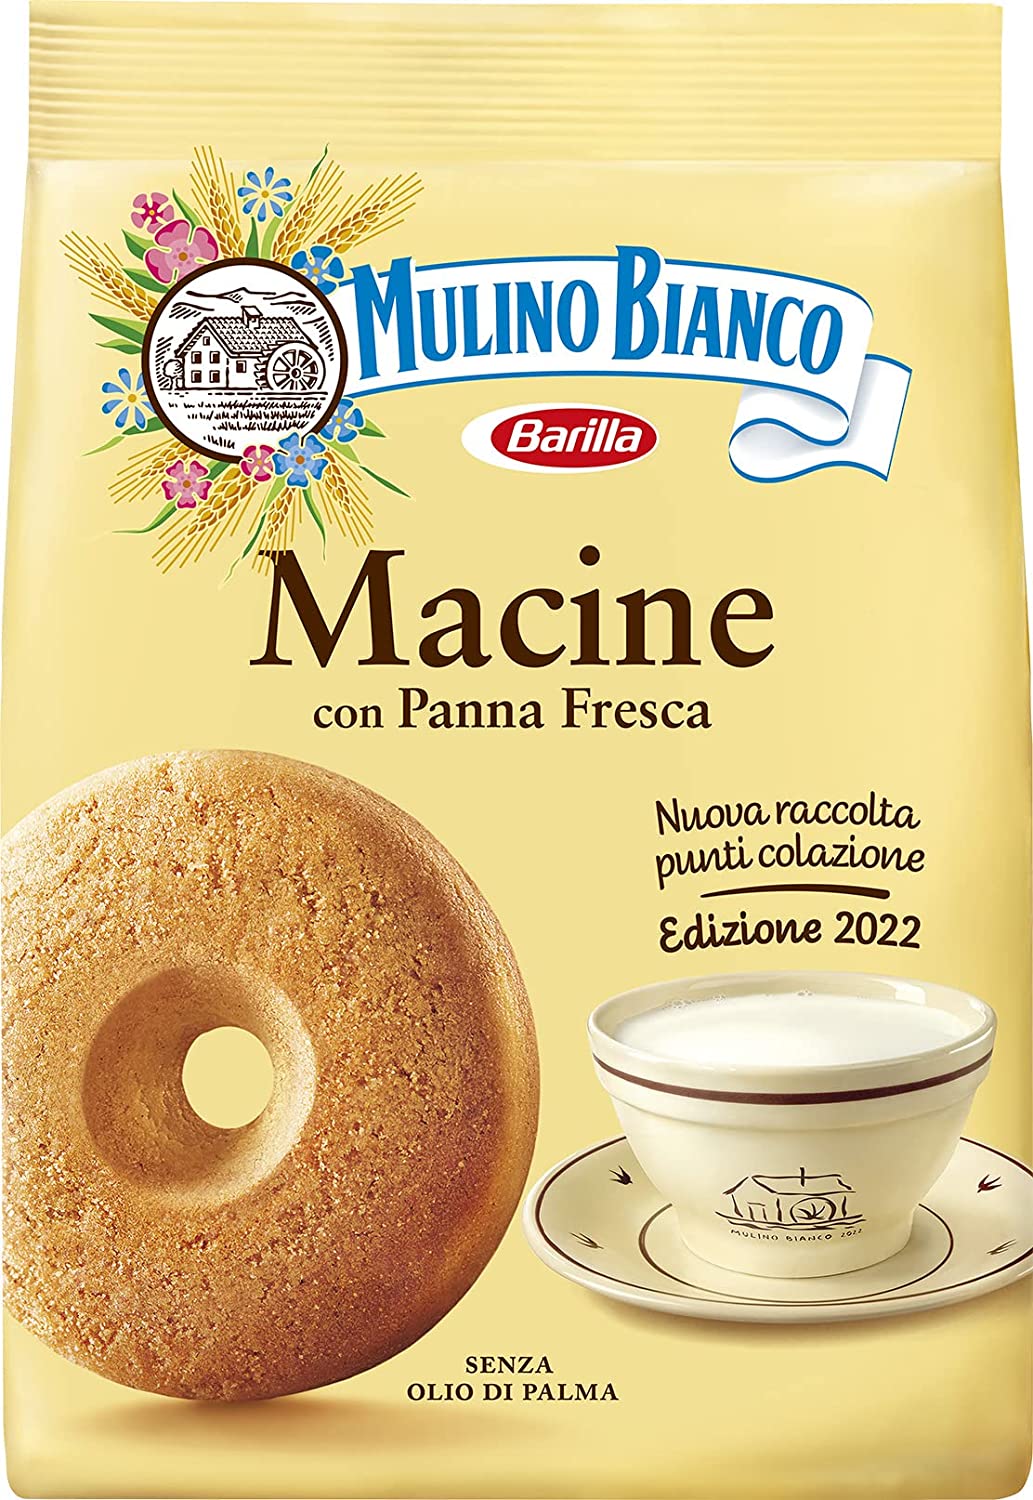 MULINO BIANCO
Barilla
Macine
con Panna Fresca
Nuova raccolta
punti colazione
Edizione 2022
MULINO BIANCO 2022
SENZA
OLIO DI PALMA